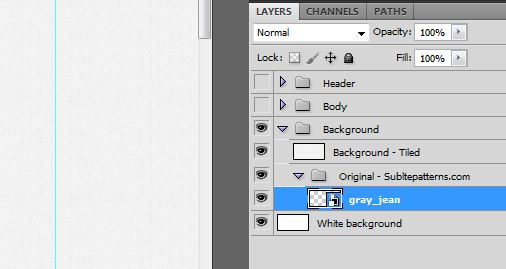 LAYERS CHANNELS PATHS
Normal Opacity: 100%
Lock: Fill: 100%
Header
Body
Background
Background - Tiled
Original - Subltepatterns.com
gray_jean
White background